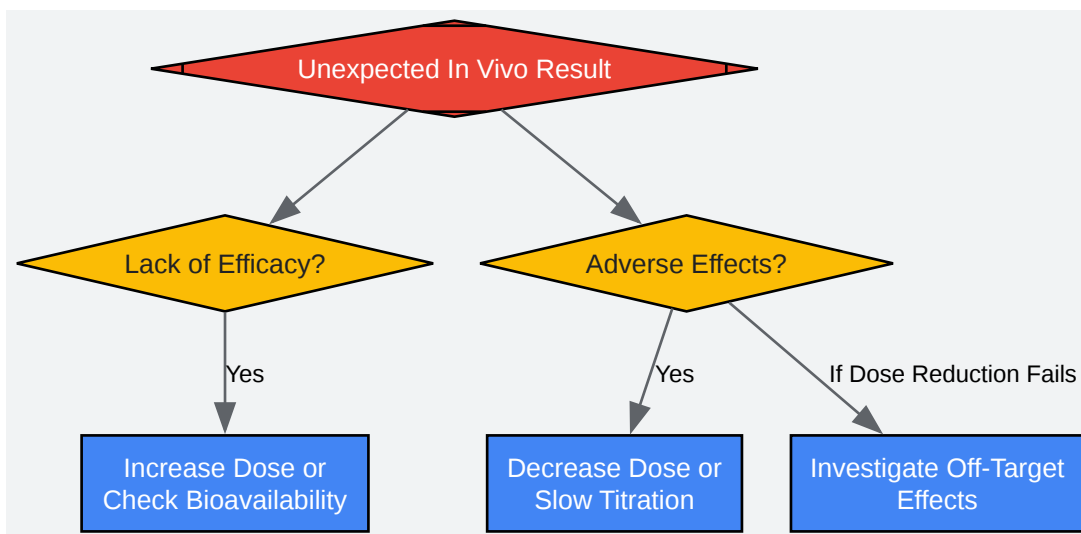 Unexpected In Vivo Result
Lack of Efficacy?
Adverse Effects?
Yes
Yes
If Dose Reduction Fails
Increase Dose or
Check Bioavailability
Decrease Dose or
Slow Titration
Investigate Off-Target
Effects